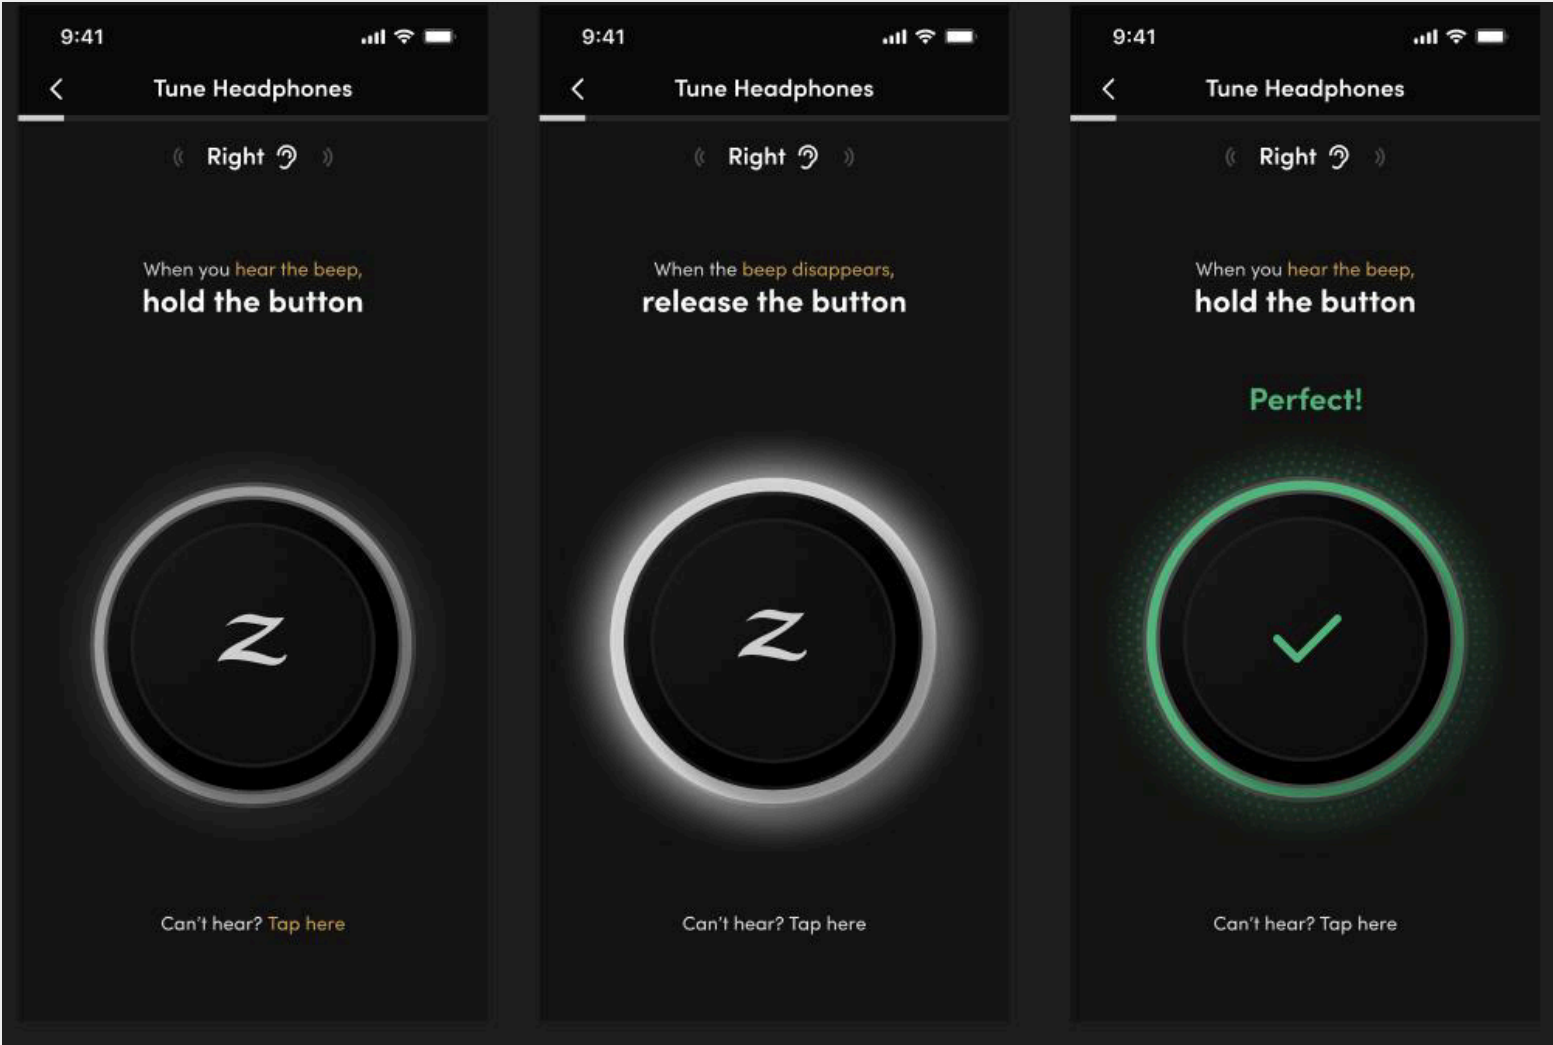 9:41
Tune Headphones
Right
When you hear the beep,
hold the button
Z
Can't hear? Tap here
9:41
Tune Headphones
Right
When the beep disappears,
release the button
Z
Can't hear? Tap here
9:41
Tune Headphones
Right
When you hear the beep,
hold the button
Perfect!
Can't hear? Tap here